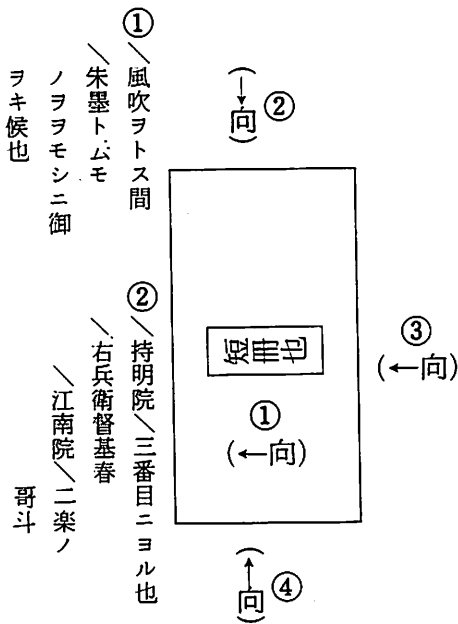 ③
(←向)
②
(→向)
短冊也
①
(←向)
④
(→向)
①＼風吹ヲトス間
＼朱墨トムモ
ノヲヲモシニ御
ヲキ候也
②＼持明院＼三番目ニヨル也
＼右兵衛督基春
＼江南院＼二楽ノ
哥斗